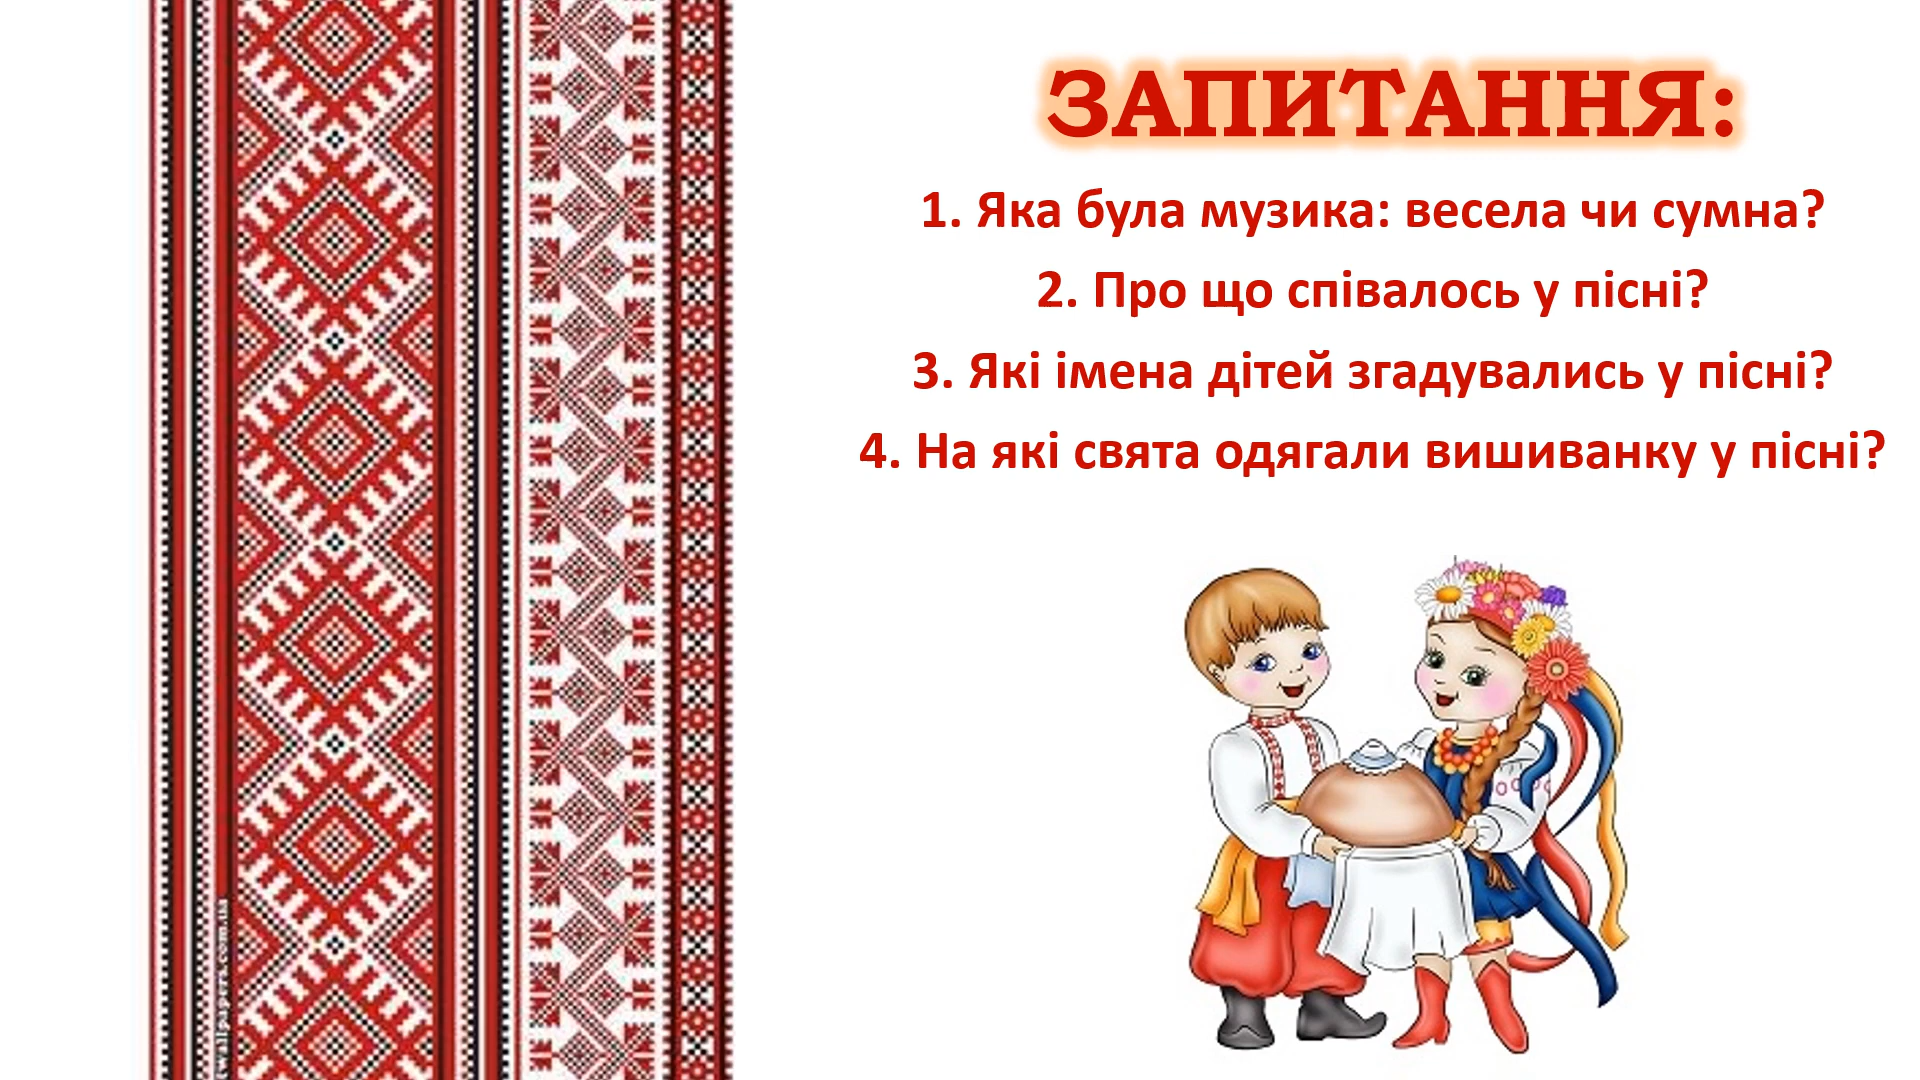 ЗАПИТАННЯ:
1. Яка була музика: весела чи сумна?
2. Про що співалось у пісні?
3. Які імена дітей згадувались у пісні?
4. На які свята одягали вишиванку у пісні?